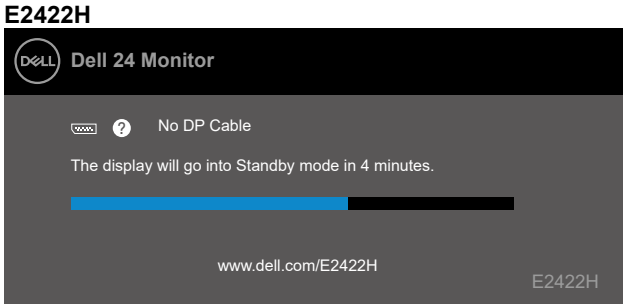 E2422H
DELL
Dell 24 Monitor
No DP Cable
The display will go into Standby mode in 4 minutes.
www.dell.com/E2422H
E2422H